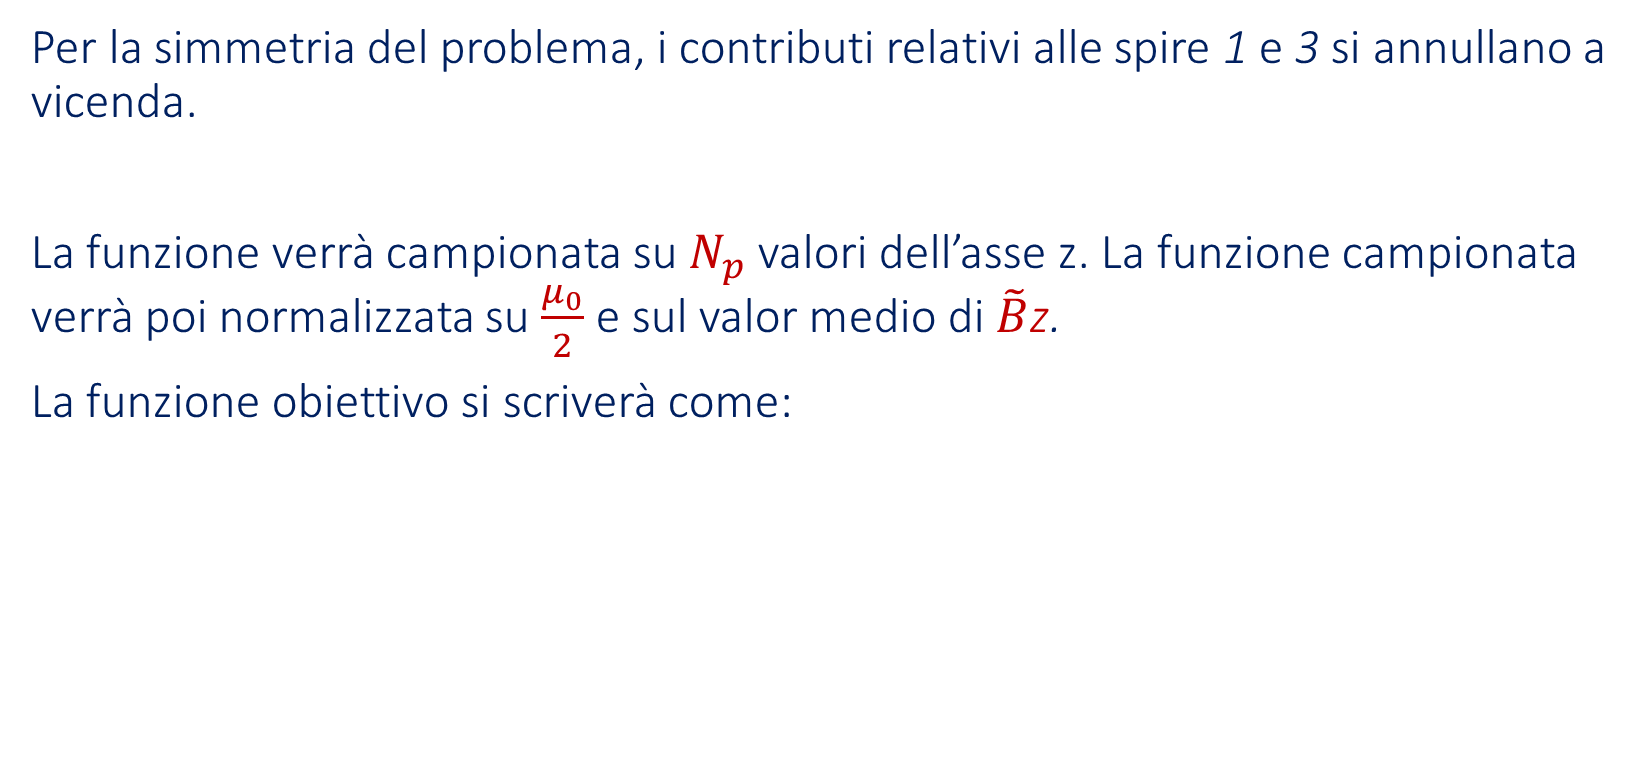 Per la simmetria del problema, i contributi relativi alle spire 1 e 3 si annullano a
vicenda.
La funzione verrà campionata su N_p valori dell’asse z. La funzione campionata
verrà poi normalizzata su μ_0/2 e sul valor medio di B̃z.
La funzione obiettivo si scriverà come: